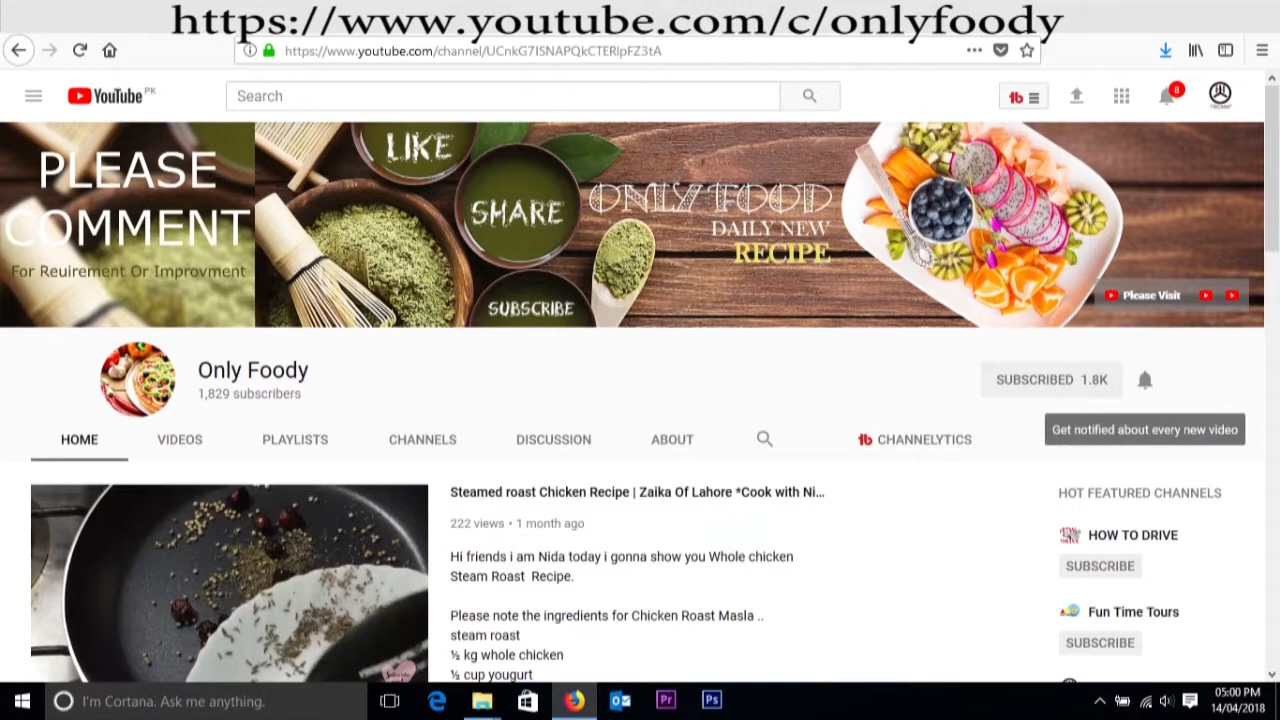 https://www.youtube.com/c/onlyfoody
https://www.youtube.com/channel/UCnkG7ISNAPQkCTERlpFZ3tA
YouTube PK
Search
8
PLEASE
COMMENT
For Reuirement Or Improvment
LIKE
SHARE
SUBSCRIBE
ONLY FOOD
DAILY NEW
RECIPE
Please Visit
Only Foody
1,829 subscribers
SUBSCRIBED 1.8K
Get notified about every new video
HOME VIDEOS PLAYLISTS CHANNELS DISCUSSION ABOUT CHANNELYTICS
Steamed roast Chicken Recipe | Zaika Of Lahore *Cook with Ni...
222 views • 1 month ago
Hi friends i am Nida today i gonna show you Whole chicken
Steam Roast Recipe.
Please note the ingredients for Chicken Roast Masla ..
steam roast
½ kg whole chicken
½ cup yougurt
HOT FEATURED CHANNELS
HOW TO DRIVE
SUBSCRIBE
Fun Time Tours
SUBSCRIBE
I'm Cortana. Ask me anything.
Pr
Ps
05:00 PM
14/04/2018